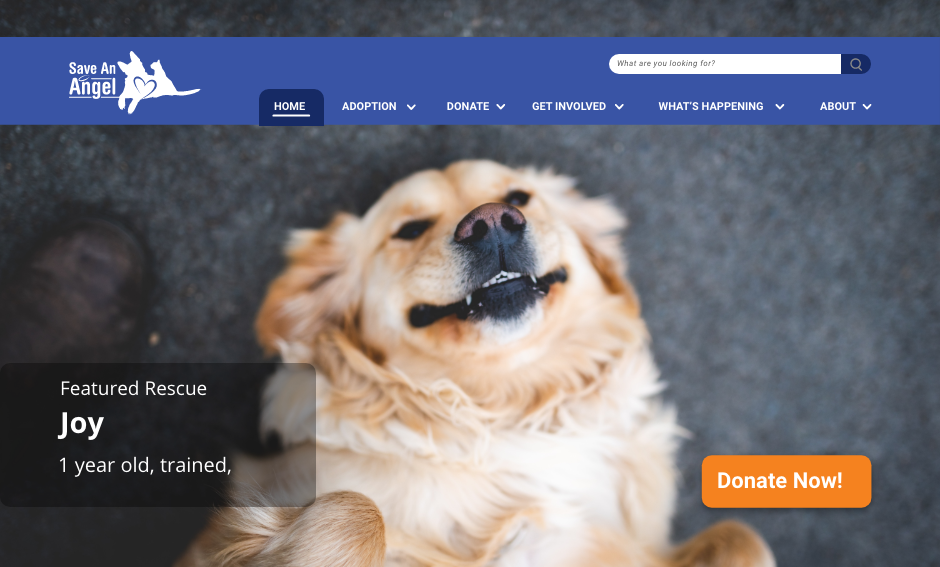 Save An
Angel
What are you looking for?
HOME
ADOPTION
DONATE
GET INVOLVED
WHAT'S HAPPENING
ABOUT
Featured Rescue
Joy
1 year old, trained,
Donate Now!